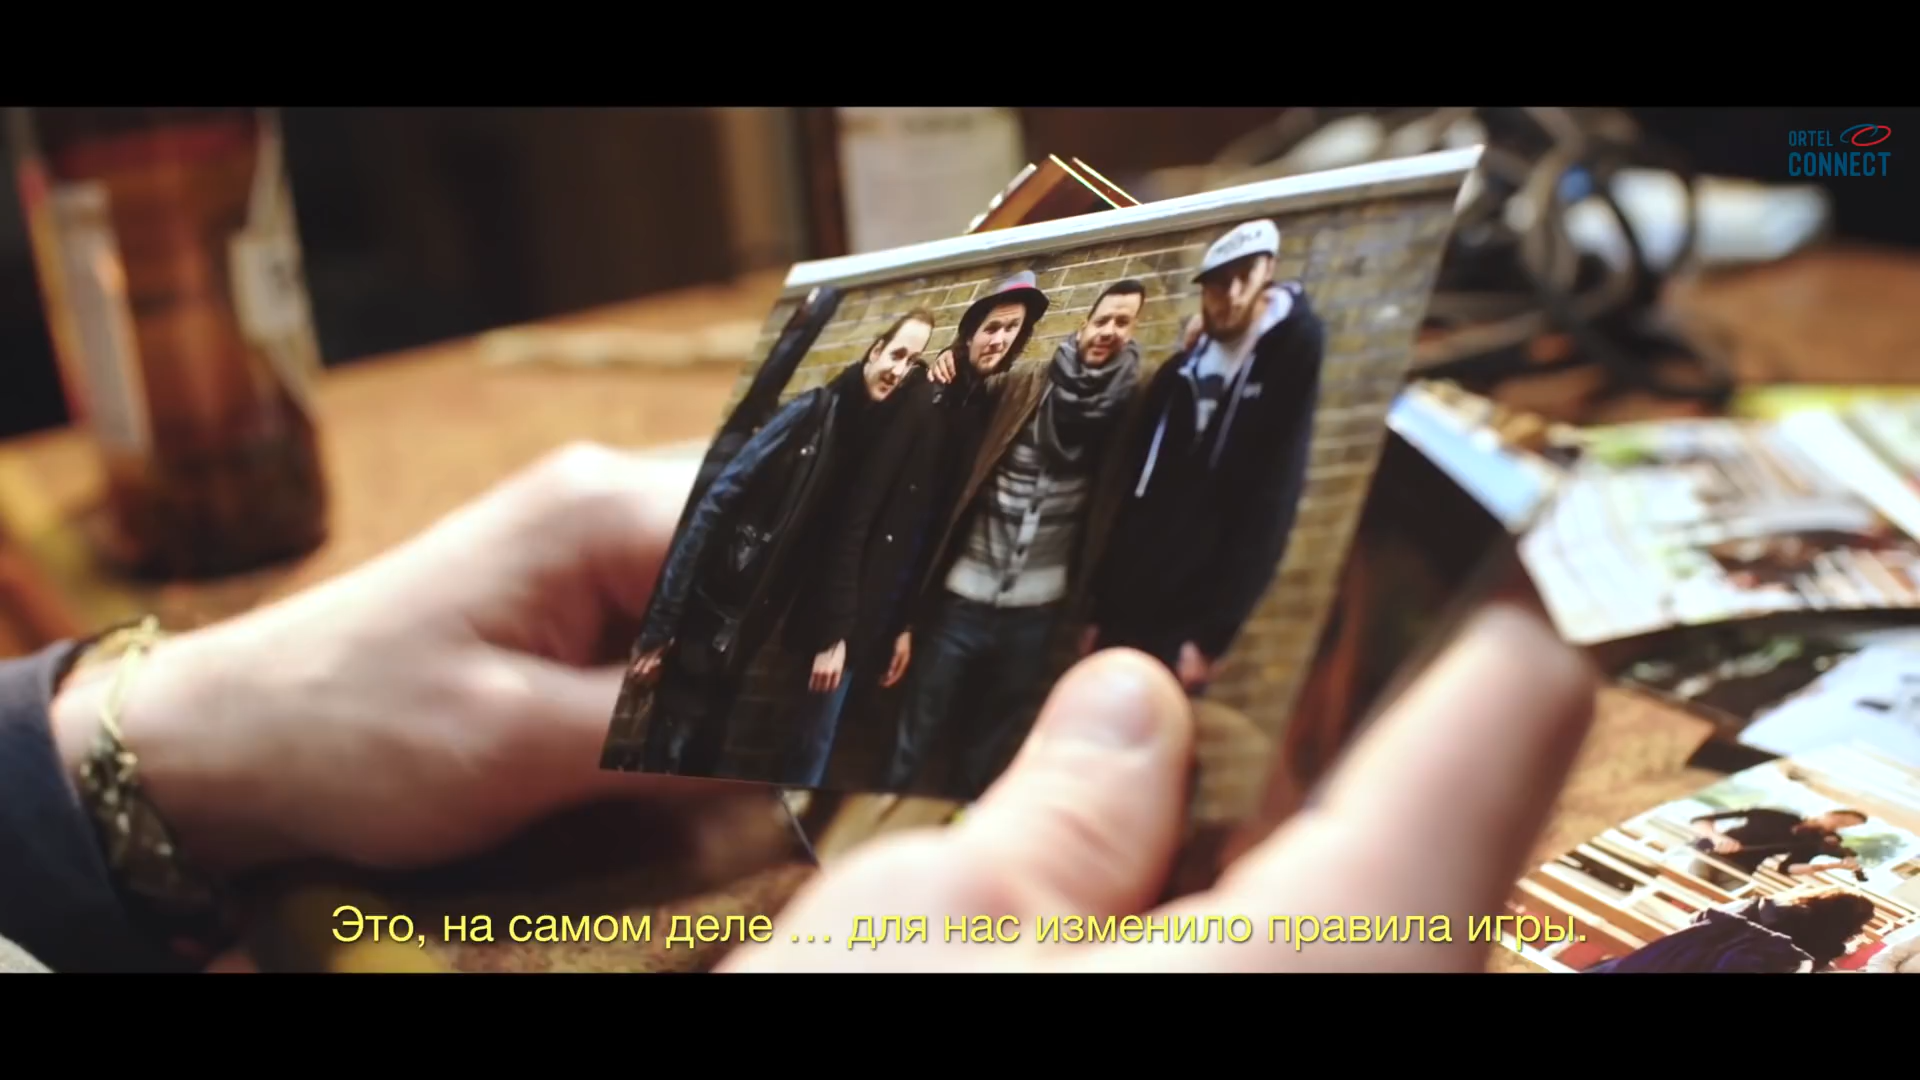 ORTEL
CONNECT
Это, на самом деле ... для нас изменило правила игры.